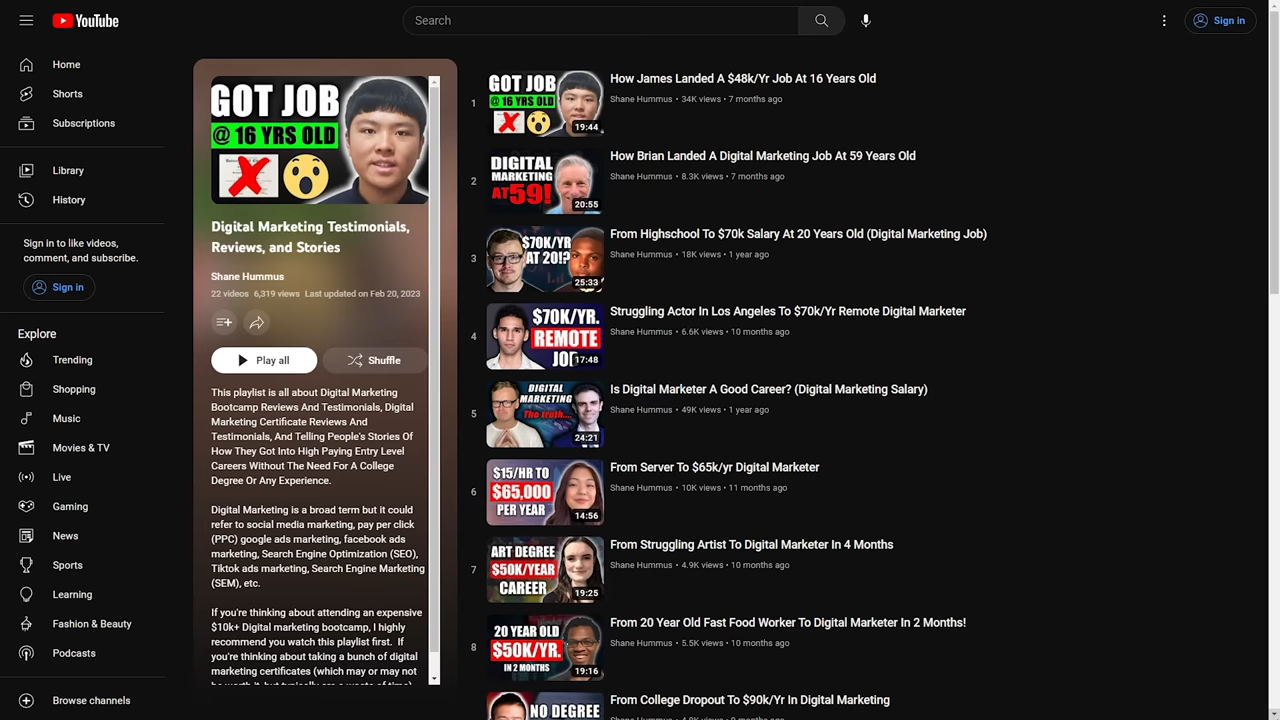 YouTube
Search
Sign in
Home
Shorts
Subscriptions
Library
History
Sign in to like videos,
comment, and subscribe.
Sign in
Explore
Trending
Shopping
Music
Movies & TV
Live
Gaming
News
Sports
Learning
Fashion & Beauty
Podcasts
Browse channels
GOT JOB
@ 16 YRS OLD
Digital Marketing Testimonials,
Reviews, and Stories
Shane Hummus
22 videos 6,319 views Last updated on Feb 20, 2023
Play all
Shuffle
This playlist is all about Digital Marketing
Bootcamp Reviews And Testimonials, Digital
Marketing Certificate Reviews And
Testimonials, And Telling People's Stories Of
How They Got Into High Paying Entry Level
Careers Without The Need For A College
Degree Or Any Experience.
Digital Marketing is a broad term but it could
refer to social media marketing, pay per click
(PPC) google ads marketing, facebook ads
marketing, Search Engine Optimization (SEO),
Tiktok ads marketing, Search Engine Marketing
(SEM), etc.
If you're thinking about attending an expensive
$10k+ Digital marketing bootcamp, I highly
recommend you watch this playlist first. If
you're thinking about taking a bunch of digital
marketing certificates (which may or may not
be worth it, but typically are a waste of time)
1
GOT JOB
@ 16 YRS OLD
19:44
How James Landed A $48k/Yr Job At 16 Years Old
Shane Hummus • 34K views • 7 months ago
2
DIGITAL
MARKETING
AT 59!
20:55
How Brian Landed A Digital Marketing Job At 59 Years Old
Shane Hummus • 8.3K views • 7 months ago
3
$70K/YR
AT 20!?
25:33
From Highschool To $70k Salary At 20 Years Old (Digital Marketing Job)
Shane Hummus • 18K views • 1 year ago
4
$70K/YR.
REMOTE
JOB
17:48
Struggling Actor In Los Angeles To $70k/Yr Remote Digital Marketer
Shane Hummus • 6.6K views • 10 months ago
5
DIGITAL
MARKETING
The truth....
24:21
Is Digital Marketer A Good Career? (Digital Marketing Salary)
Shane Hummus • 49K views • 1 year ago
6
$15/HR TO
$65,000
PER YEAR
14:56
From Server To $65k/yr Digital Marketer
Shane Hummus • 10K views • 11 months ago
7
ART DEGREE
$50K/YEAR
CAREER
19:25
From Struggling Artist To Digital Marketer In 4 Months
Shane Hummus • 4.9K views • 10 months ago
8
20 YEAR OLD
$50K/YR.
IN 2 MONTHS
19:16
From 20 Year Old Fast Food Worker To Digital Marketer In 2 Months!
Shane Hummus • 5.5K views • 10 months ago
NO DEGREE
From College Dropout To $90k/Yr In Digital Marketing